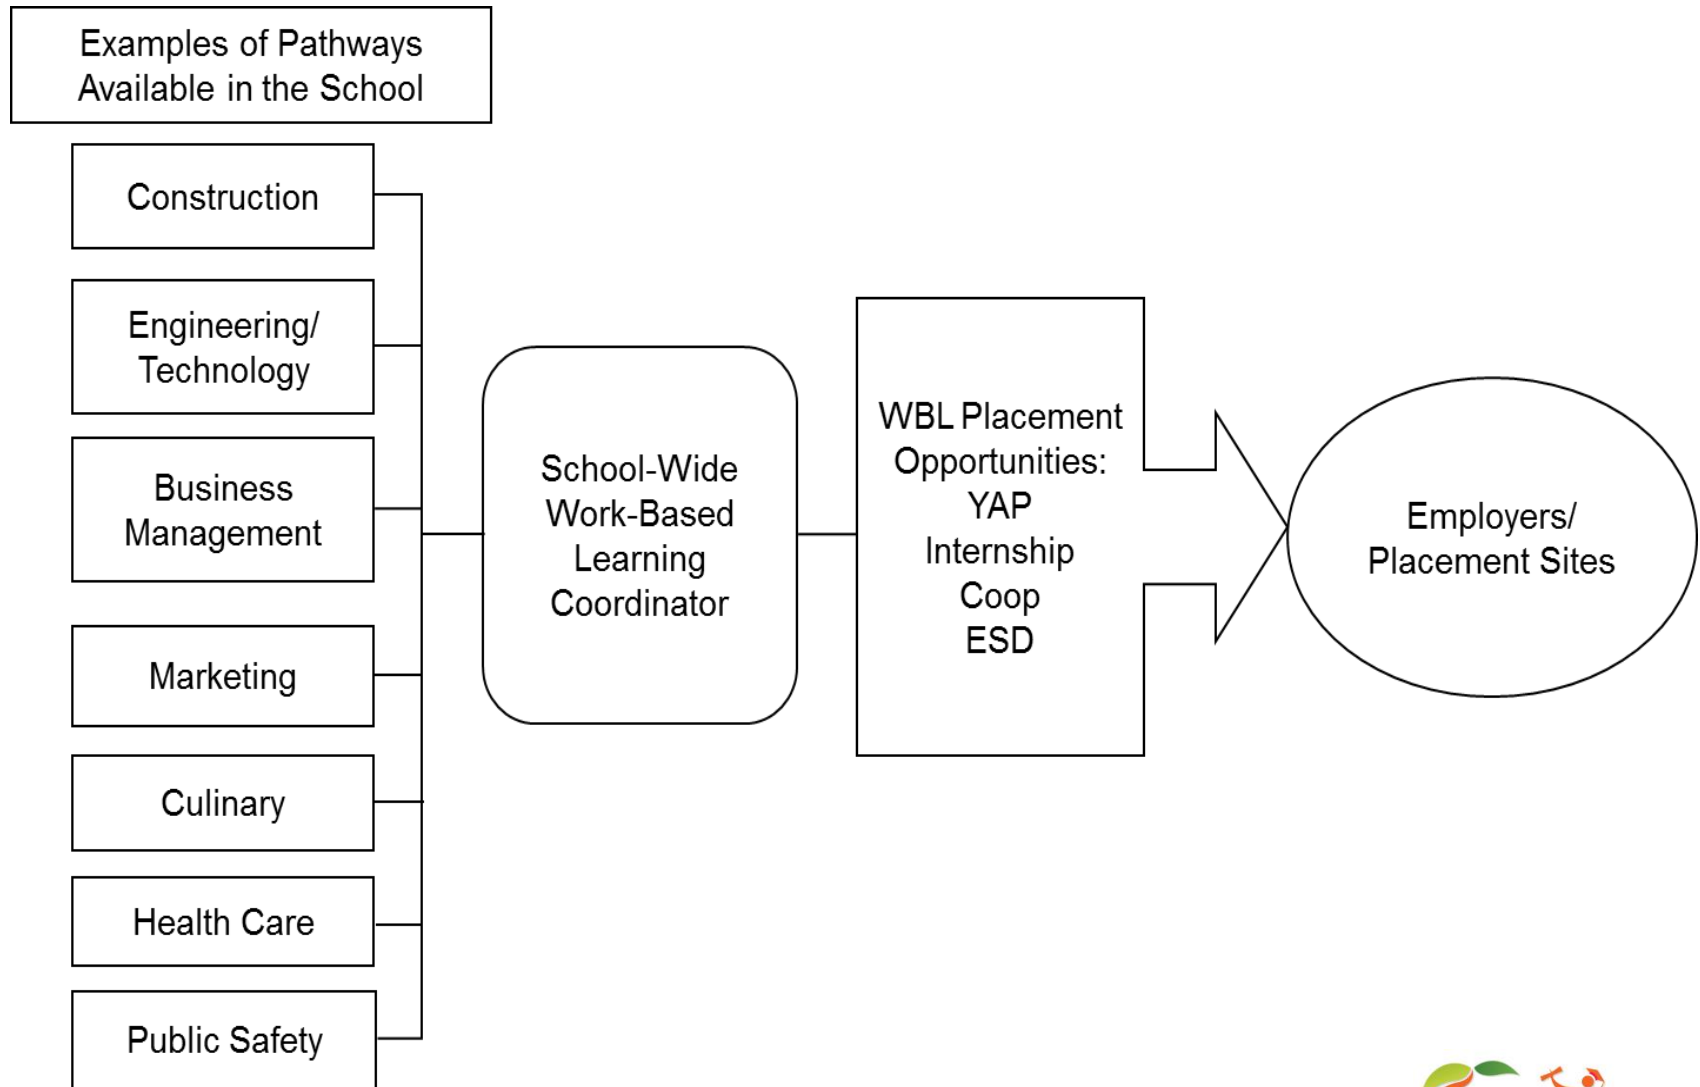 Examples of Pathways
Available in the School
Construction
Engineering/
Technology
Business
Management
Marketing
Culinary
Health Care
Public Safety
School-Wide
Work-Based
Learning
Coordinator
WBL Placement
Opportunities:
YAP
Internship
Coop
ESD
Employers/
Placement Sites